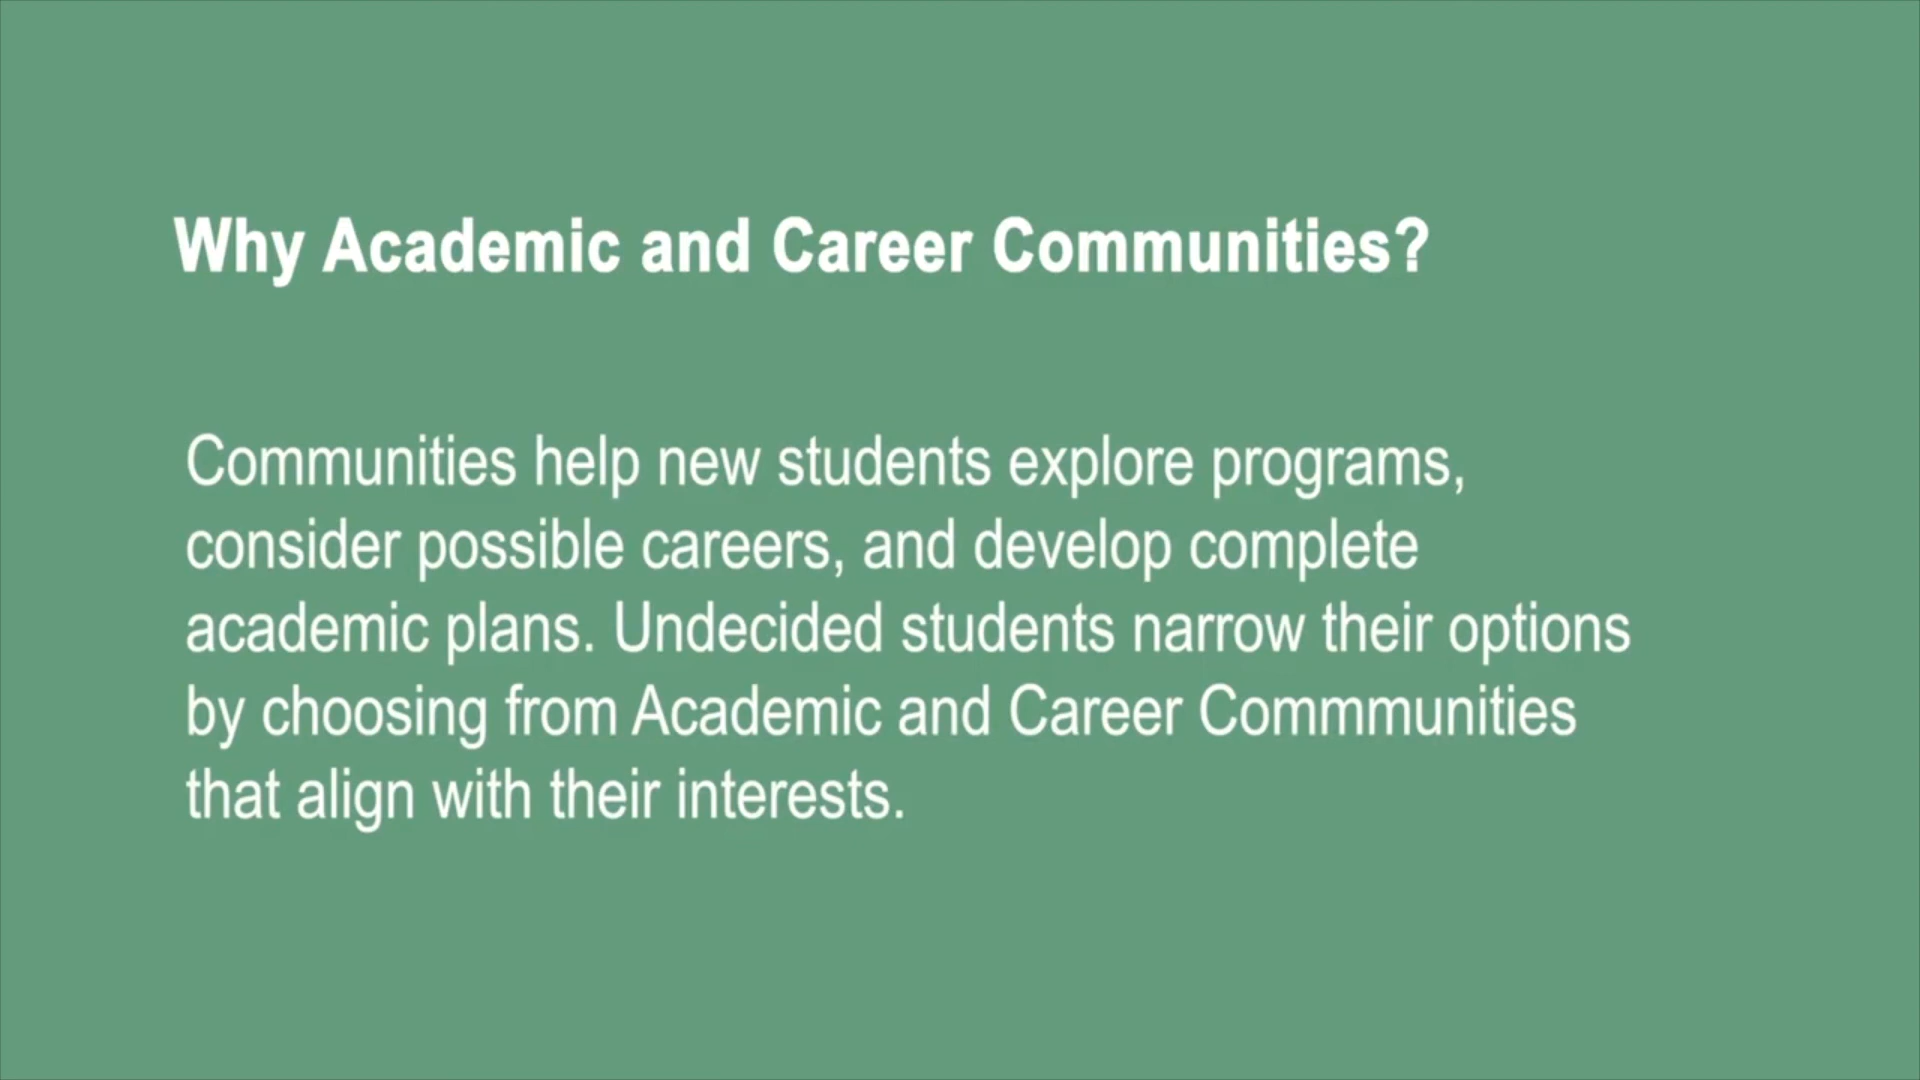 Why Academic and Career Communities?
Communities help new students explore programs,
consider possible careers, and develop complete
academic plans. Undecided students narrow their options
by choosing from Academic and Career Commmunities
that align with their interests.